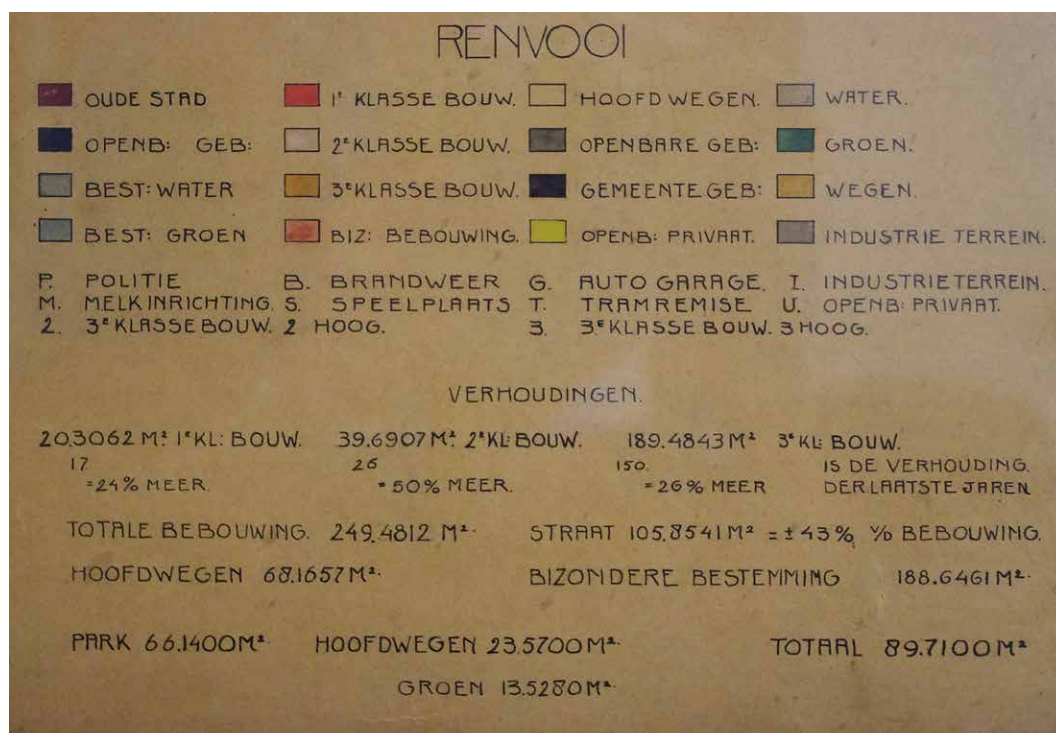 RENVOOI
OUDE STAD 1e KLASSE BOUW. HOOFD WEGEN. WATER.
OPENB: GEB: 2e KLASSE BOUW. OPENBARE GEB: GROEN.
BEST: WATER 3e KLASSE BOUW. GEMEENTE GEB: WEGEN.
BEST: GROEN BIZ: BEBOUWING. OPENB: PRIVAAT. INDUSTRIE TERREIN.
P. POLITIE B. BRANDWEER G. AUTO GARAGE. I. INDUSTRIETERREIN.
M. MELKINRICHTING. S. SPEELPLAATS T. TRAMREMISE U. OPENB: PRIVAAT.
2. 3e KLASSE BOUW. 2 HOOG. 3. 3e KLASSE BOUW. 3 HOOG.
VERHOUDINGEN.
20.3062 M2. 1e KL: BOUW. 39.6907 M2. 2e KL: BOUW. 189.4843 M2 3e KL: BOUW.
17 26 150. IS DE VERHOUDING.
=24% MEER. =50% MEER. =26% MEER DER LAATSTE JAREN
TOTALE BEBOUWING. 249.4812 M2. STRAAT 105.8541 M2 = ±43% v/D BEBOUWING.
HOOFDWEGEN 68.1657 M2. BIZONDERE BESTEMMING 188.6461 M2.
PARK 66.1400 M2. HOOFDWEGEN 23.5700 M2. TOTAAL 89.7100 M2
GROEN 13.5280 M2.